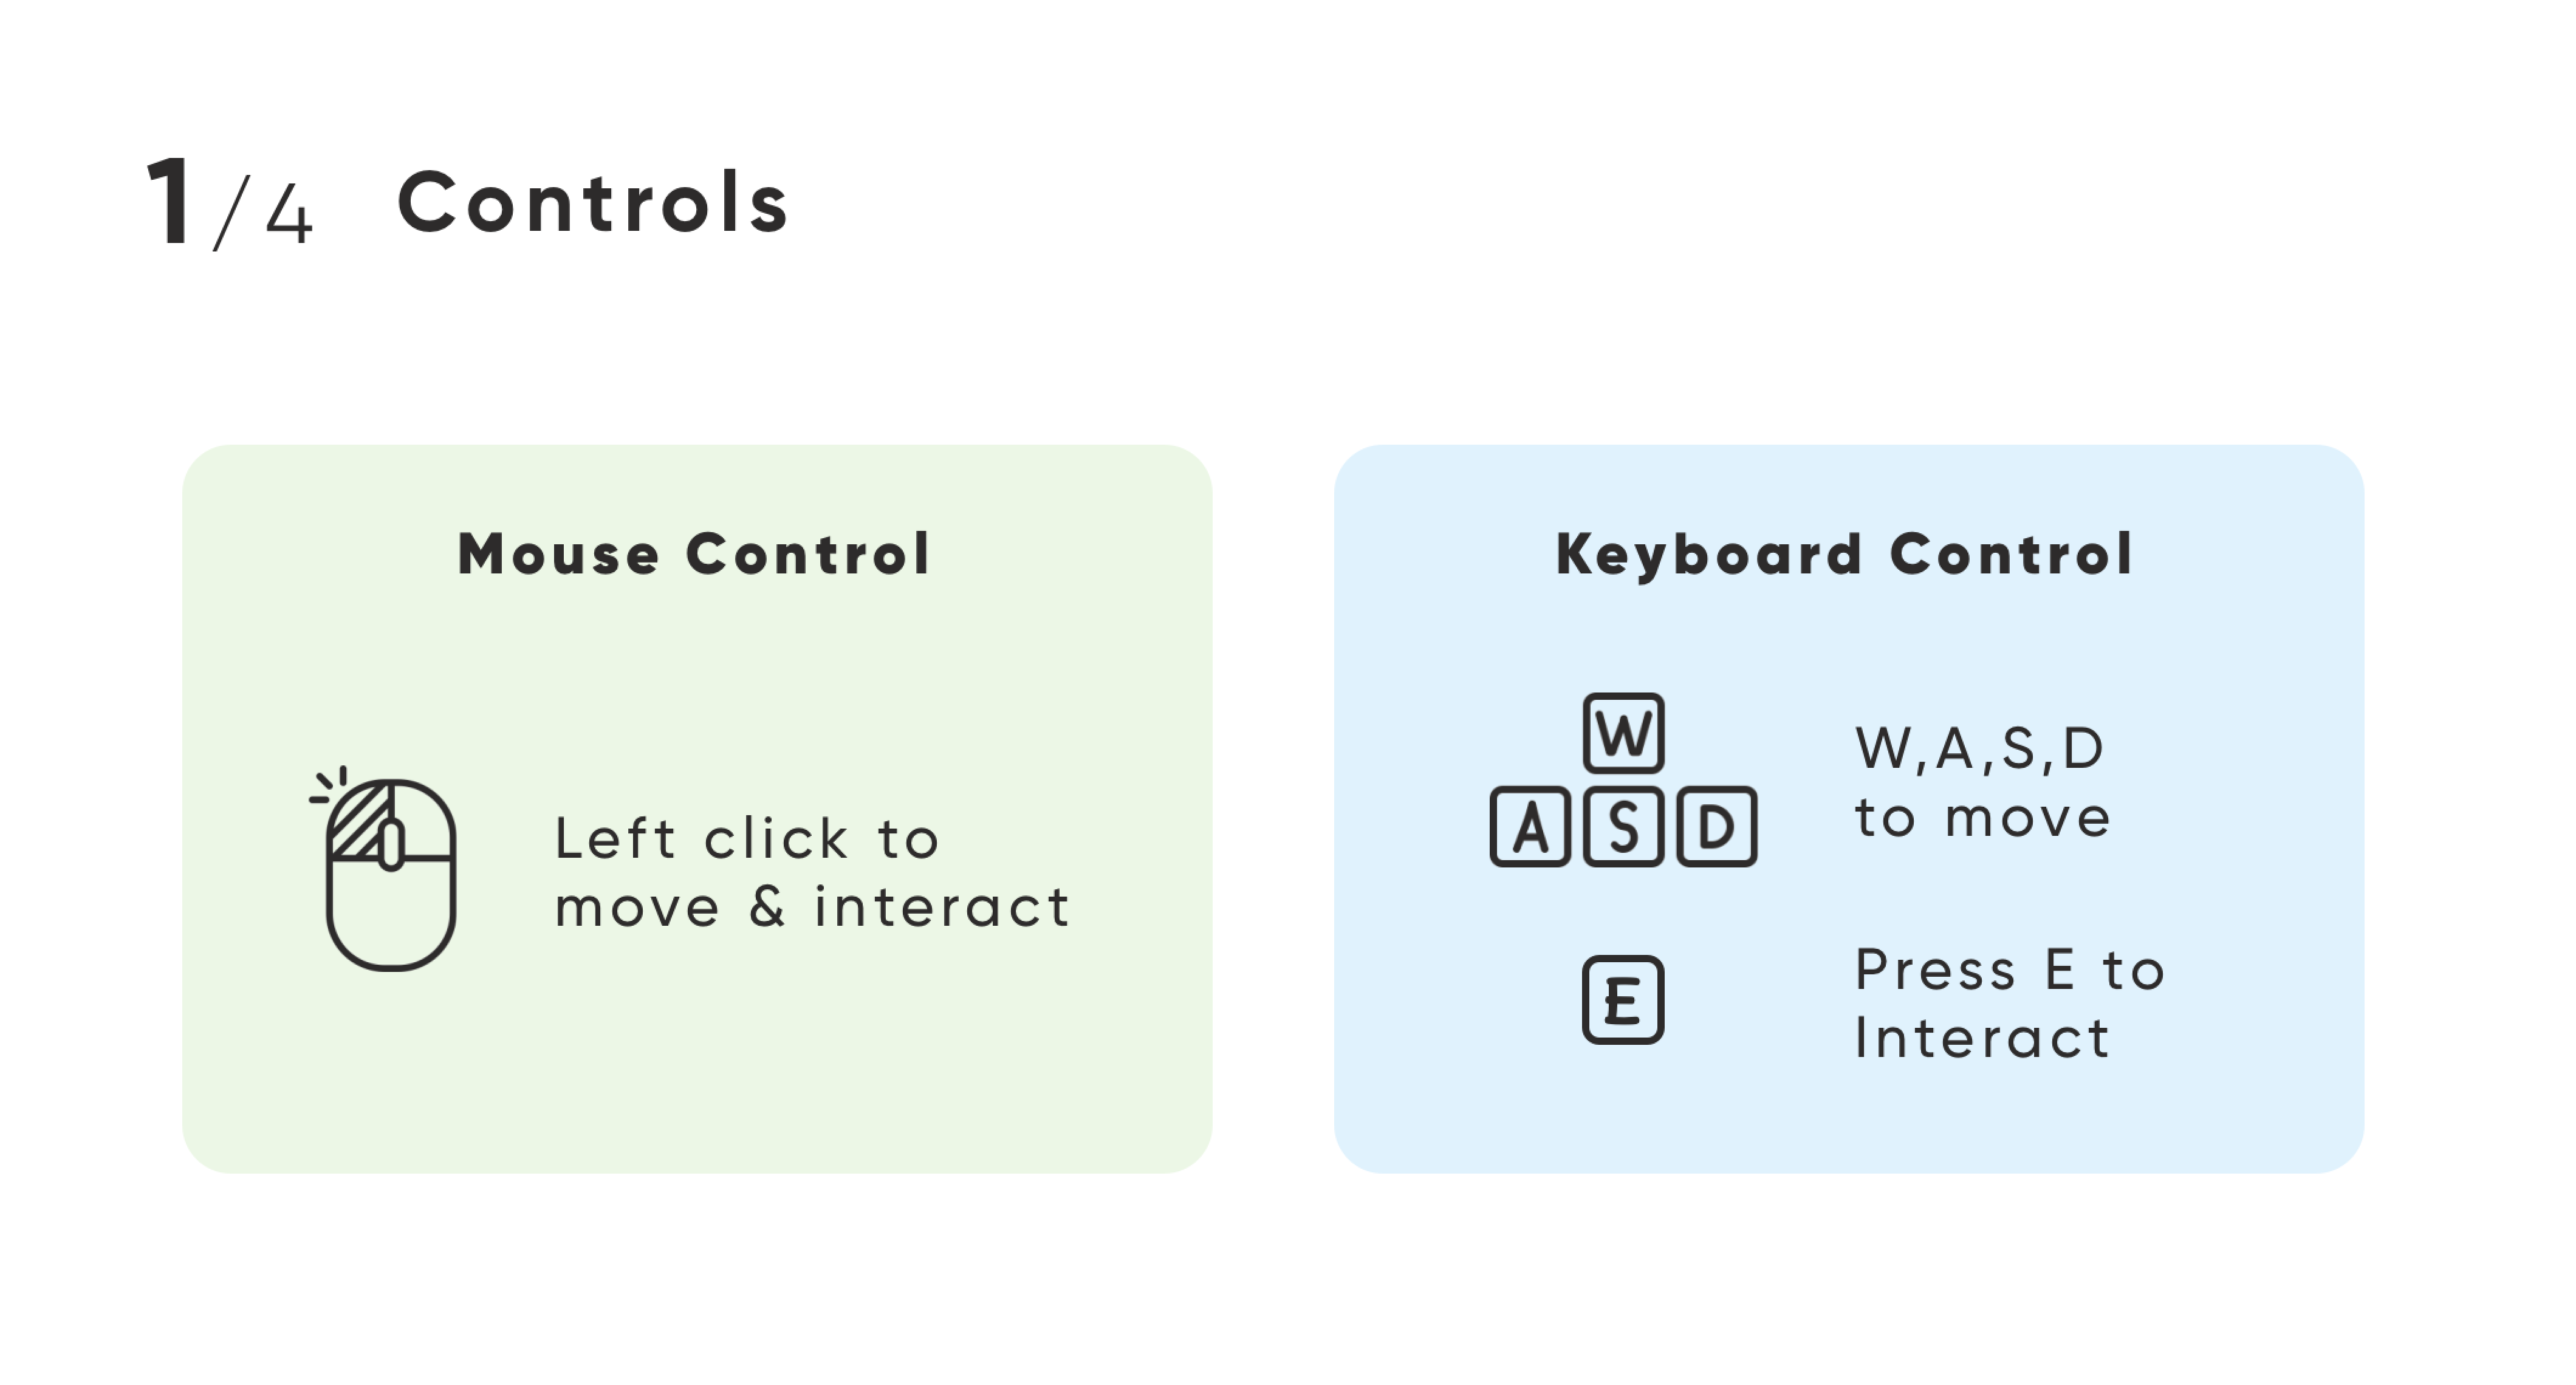 1/4 Controls
Mouse Control
Left click to
move & interact
Keyboard Control
W
A S D
W,A,S,D
to move
E
Press E to
Interact